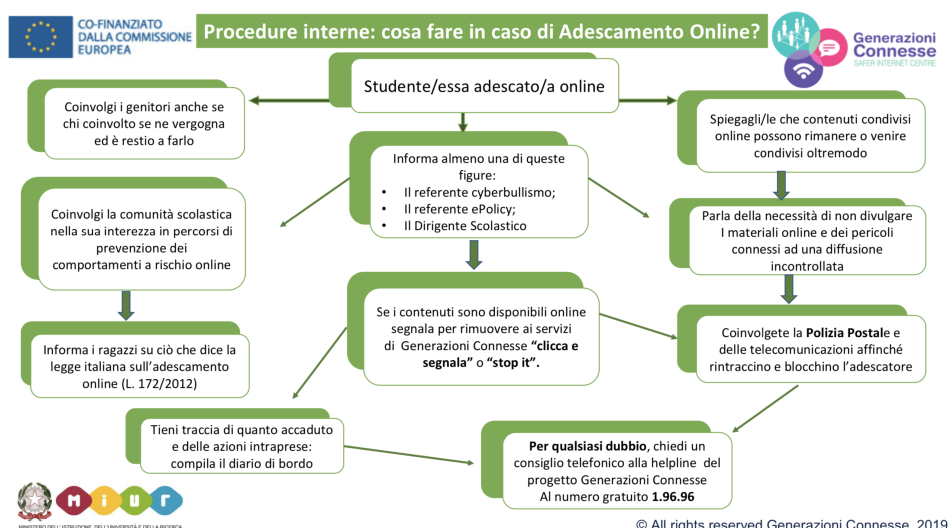 CO-FINANZIATO
DALLA COMMISSIONE
EUROPEA
Procedure interne: cosa fare in caso di Adescamento Online?
Generazioni
Connesse
SAFER INTERNET CENTRE
Studente/essa adescato/a online
Coinvolgi i genitori anche se
chi coinvolto se ne vergogna
ed è restio a farlo
Spiegagli/le che contenuti condivisi
online possono rimanere o venire
condivisi oltremodo
Informa almeno una di queste
figure:
• Il referente cyberbullismo;
• Il referente ePolicy;
• Il Dirigente Scolastico
Coinvolgi la comunità scolastica
nella sua interezza in percorsi di
prevenzione dei
comportamenti a rischio online
Parla della necessità di non divulgare
I materiali online e dei pericoli
connessi ad una diffusione
incontrollata
Se i contenuti sono disponibili online
segnala per rimuovere ai servizi
di Generazioni Connesse “clicca e
segnala” o “stop it”.
Informa i ragazzi su ciò che dice la
legge italiana sull’adescamento
online (L. 172/2012)
Coinvolgete la Polizia Postale e
delle telecomunicazioni affinché
rintraccino e blocchino l’adescatore
Tieni traccia di quanto accaduto
e delle azioni intraprese:
compila il diario di bordo
Per qualsiasi dubbio, chiedi un
consiglio telefonico alla helpline del
progetto Generazioni Connesse
Al numero gratuito 1.96.96
miur
MINISTERO DELL’ISTRUZIONE, DELL’UNIVERSITÀ E DELLA RICERCA
© All rights reserved Generazioni Connesse 2019